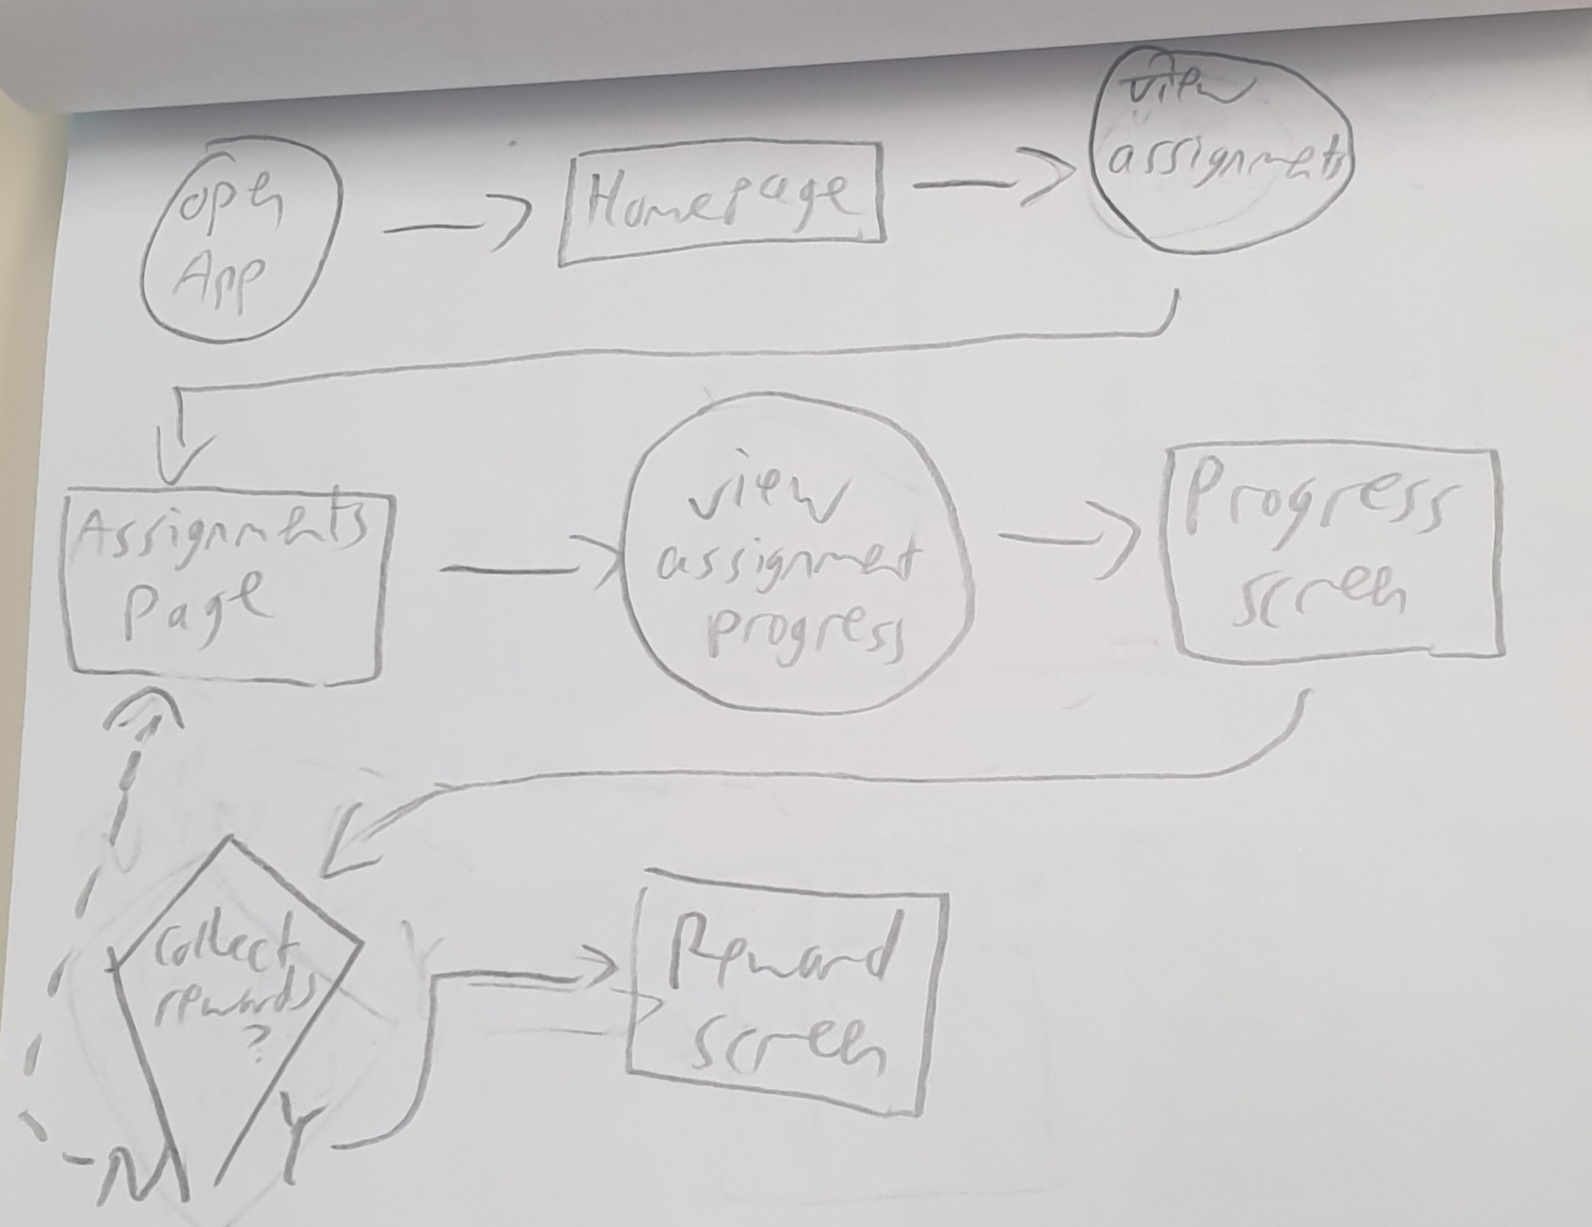 open
App
Homepage
view
assignments
Assignments
Page
view
assignment
progress
Progress
screen
collect
rewards
?
Y
Reward
screen
N
Y